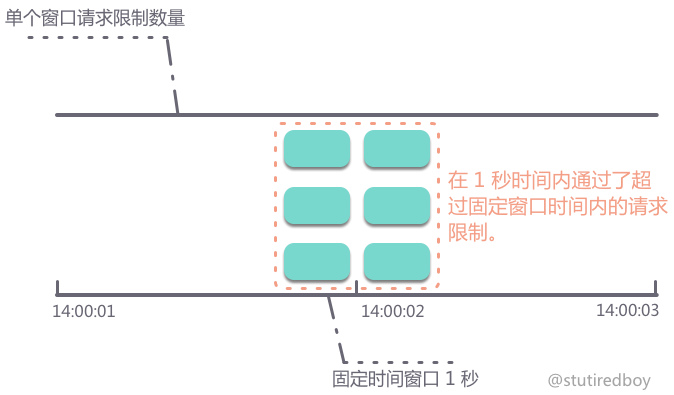 单个窗口请求限制数量
在 1 秒时间内通过了超
过固定窗口时间内的请求
限制。
14:00:01
14:00:02
14:00:03
固定时间窗口 1 秒
@stutiredboy